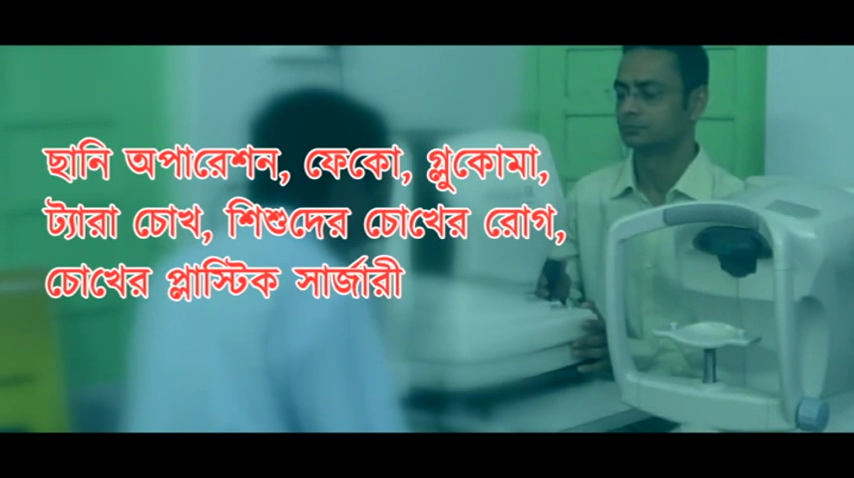 ছানি অপারেশন, ফেকো, গ্লুকোমা,
ট্যারা চোখ, শিশুদের চোখের রোগ,
চোখের প্লাস্টিক সার্জারী